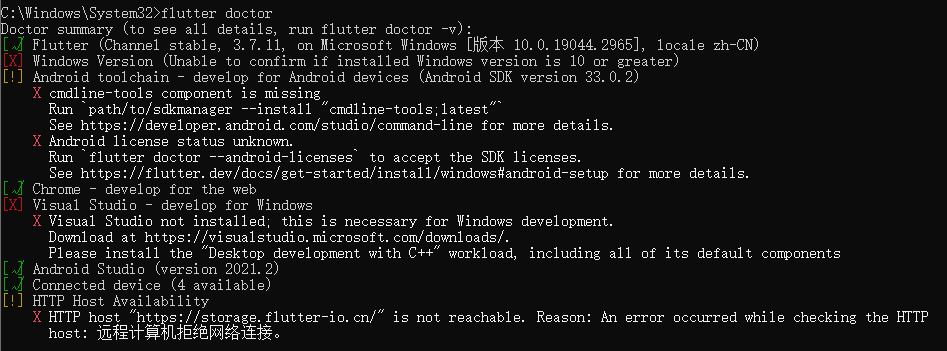 C:\Windows\System32>flutter doctor
Doctor summary (to see all details, run flutter doctor -v):
[√] Flutter (Channel stable, 3.7.11, on Microsoft Windows [版本 10.0.19044.2965], locale zh-CN)
[X] Windows Version (Unable to confirm if installed Windows version is 10 or greater)
[!] Android toolchain - develop for Android devices (Android SDK version 33.0.2)
X cmdline-tools component is missing
Run `path/to/sdkmanager --install "cmdline-tools;latest"`
See https://developer.android.com/studio/command-line for more details.
X Android license status unknown.
Run `flutter doctor --android-licenses` to accept the SDK licenses.
See https://flutter.dev/docs/get-started/install/windows#android-setup for more details.
[√] Chrome - develop for the web
[X] Visual Studio - develop for Windows
X Visual Studio not installed; this is necessary for Windows development.
Download at https://visualstudio.microsoft.com/downloads/.
Please install the "Desktop development with C++" workload, including all of its default components
[√] Android Studio (version 2021.2)
[√] Connected device (4 available)
[!] HTTP Host Availability
X HTTP host "https://storage.flutter-io.cn/" is not reachable. Reason: An error occurred while checking the HTTP
host: 远程计算机拒绝网络连接。